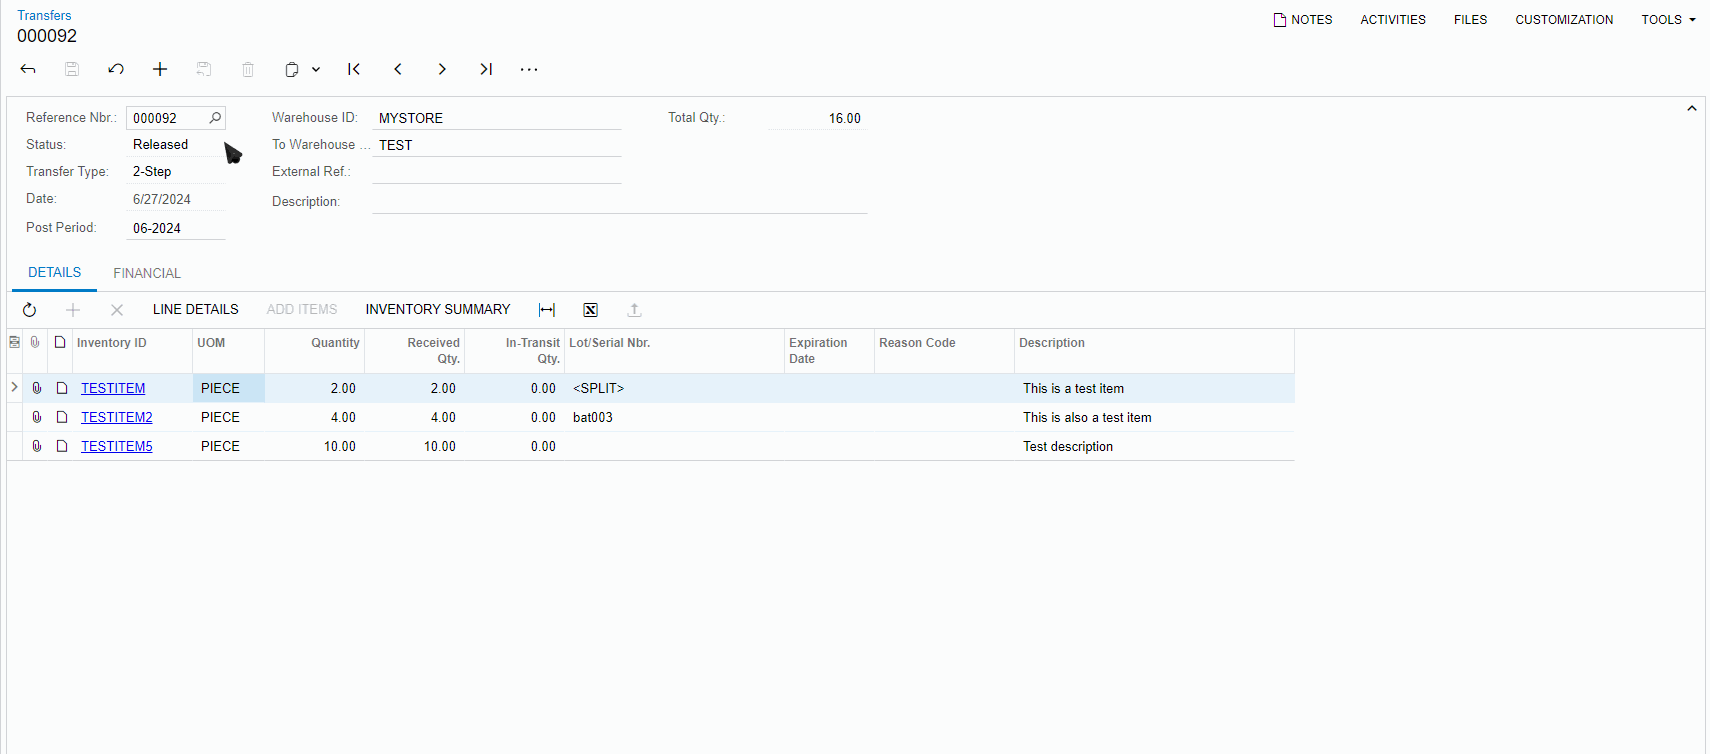 Transfers
000092
NOTES ACTIVITIES FILES CUSTOMIZATION TOOLS
Reference Nbr.: 000092 Warehouse ID: MYSTORE Total Qty.: 16.00
Status: Released To Warehouse ... TEST
Transfer Type: 2-Step External Ref.:
Date: 6/27/2024 Description:
Post Period: 06-2024
DETAILS FINANCIAL
LINE DETAILS ADD ITEMS INVENTORY SUMMARY
Inventory ID UOM Quantity Received Qty. In-Transit Qty. Lot/Serial Nbr. Expiration Date Reason Code Description
TESTITEM PIECE 2.00 2.00 0.00 <SPLIT> This is a test item
TESTITEM2 PIECE 4.00 4.00 0.00 bat003 This is also a test item
TESTITEM5 PIECE 10.00 10.00 0.00 Test description